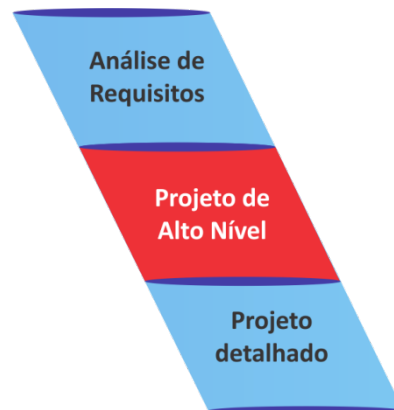 Análise de
Requisitos
Projeto de
Alto Nível
Projeto
detalhado